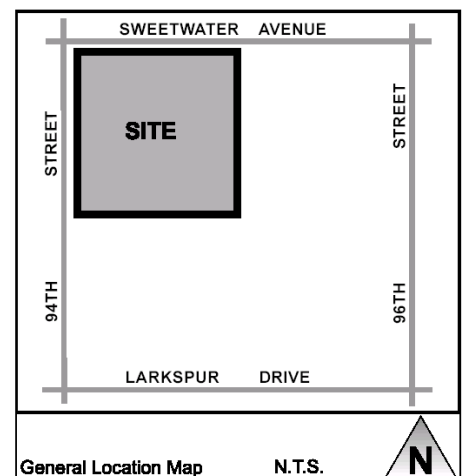 SWEETWATER AVENUE
SITE
STREET
STREET
94TH
96TH
LARKSPUR DRIVE
General Location Map N.T.S. N